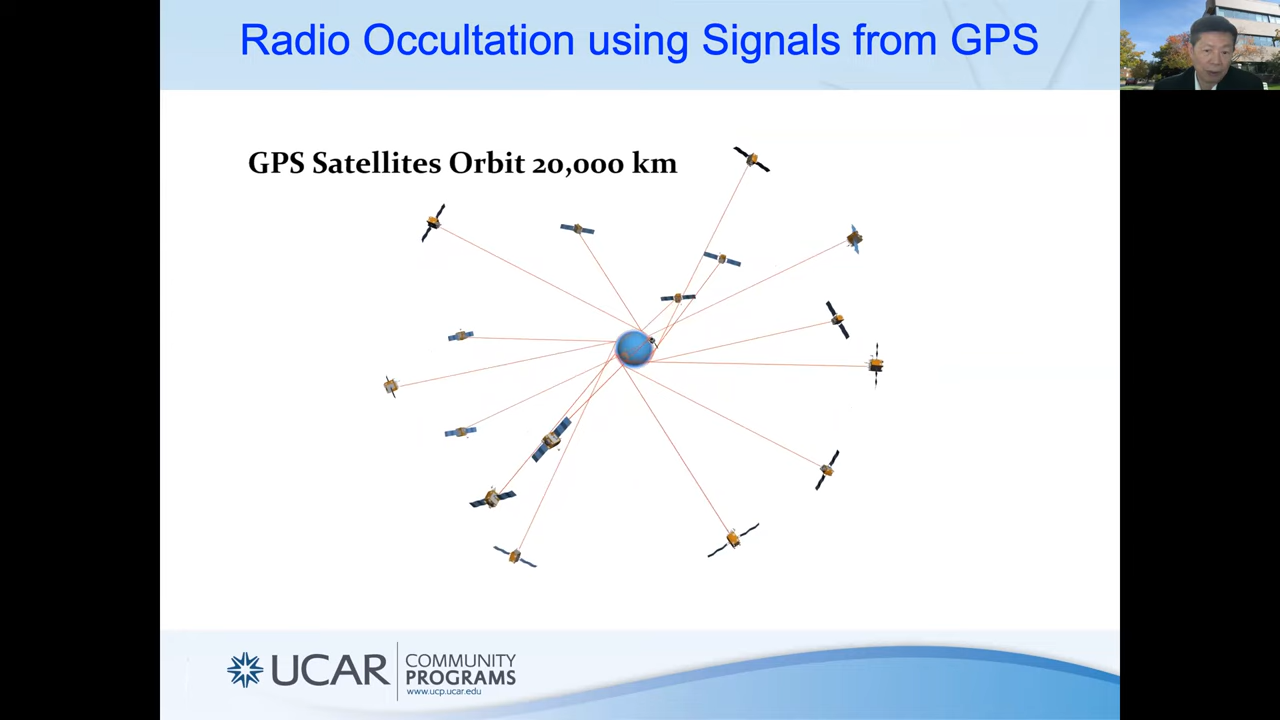 Radio Occultation using Signals from GPS
GPS Satellites Orbit 20,000 km
UCAR
COMMUNITY
PROGRAMS
www.ucp.ucar.edu